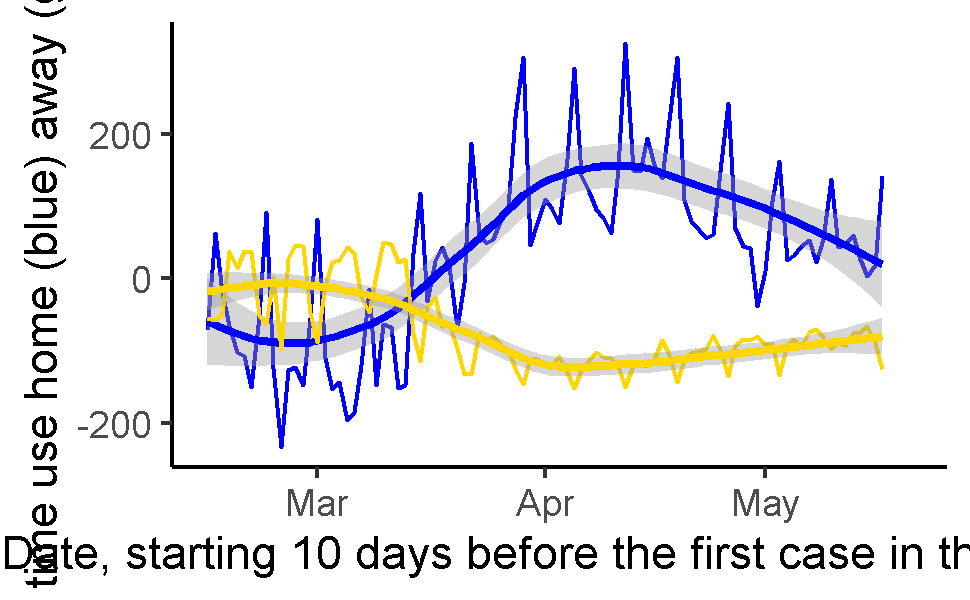 time use home (blue) away (
200
0
-200
Mar Apr May
Date, starting 10 days before the first case in th